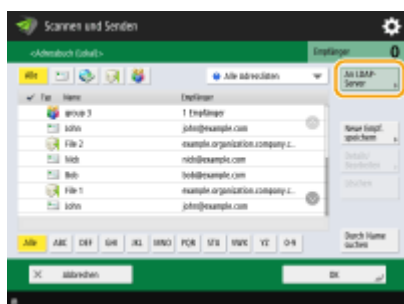 Scannen und Senden
<Adressbuch (Lokal)>
Empfänger 0
Alle
Alle Adresslisten
An LDAP-
Server
Typ Name Empfänger
group 3 1 Empfänger
John john@example.com
File 2 example.organization.company.c...
Nick nick@example.com
Bob bob@example.com
File 1 example.organization.company.c...
John john@example.com
Neue Empf.
speichern
Details/
Bearbeiten
Löschen
Alle ABC DEF GHI JKL MNO PQR STU VWX YZ 0-9
Durch Name
suchen
Abbrechen
OK